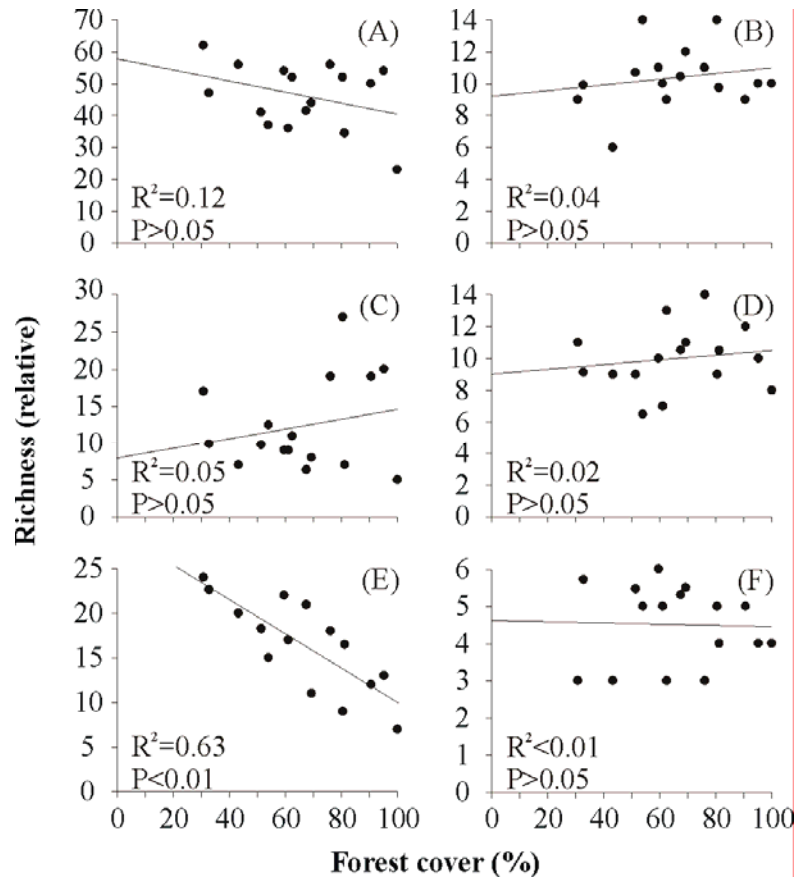 Richness (relative)
70
60
50
40
30
20
10
0
(A)
R²=0.12
P>0.05
14
12
10
8
6
4
2
0
(B)
R²=0.04
P>0.05
30
25
20
15
10
5
0
(C)
R²=0.05
P>0.05
14
12
10
8
6
4
2
0
(D)
R²=0.02
P>0.05
25
20
15
10
5
0
(E)
R²=0.63
P<0.01
6
5
4
3
2
1
0
(F)
R²<0.01
P>0.05
0 20 40 60 80 100
0 20 40 60 80 100
Forest cover (%)